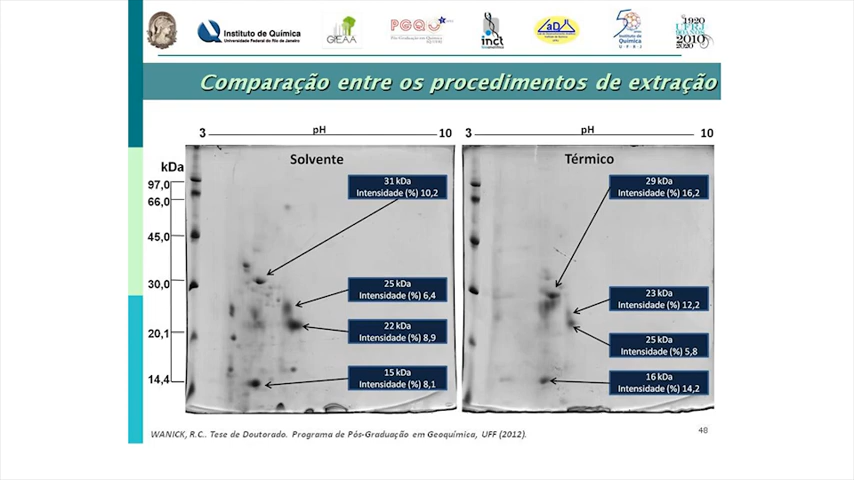 Instituto de Química
Universidade Federal do Rio de Janeiro
GIEAA
PGQu
inct
LaDA
50
instituto de
Química
UFRJ
1920
UFRJ
2010
2020
Comparação entre os procedimentos de extração
3 pH 10
3 pH 10
kDa
97,0
66,0
45,0
30,0
20,1
14,4
Solvente
31 kDa
Intensidade (%) 10,2
25 kDa
Intensidade (%) 6,4
22 kDa
Intensidade (%) 8,9
15 kDa
Intensidade (%) 8,1
Térmico
29 kDa
Intensidade (%) 16,2
23 kDa
Intensidade (%) 12,2
25 kDa
Intensidade (%) 5,8
16 kDa
Intensidade (%) 14,2
WANICK, R.C.. Tese de Doutorado. Programa de Pós-Graduação em Geoquímica, UFF (2012).
48